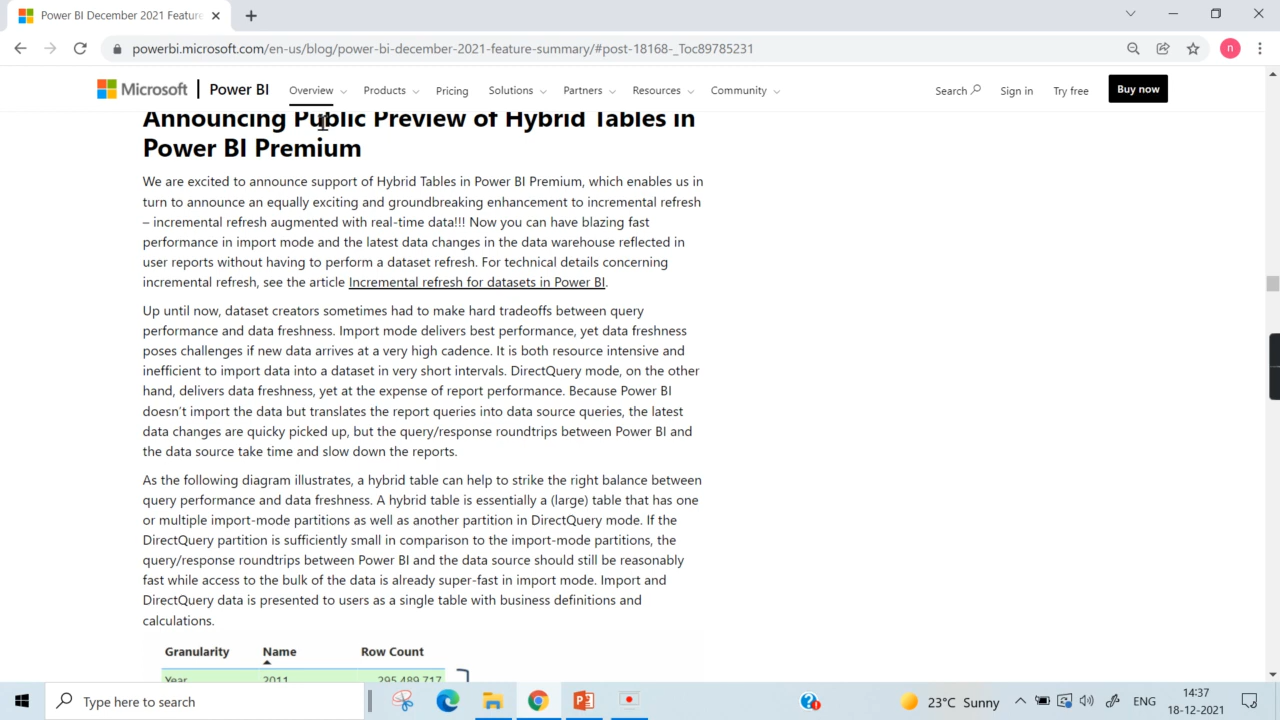 Power BI December 2021 Feature
powerbi.microsoft.com/en-us/blog/power-bi-december-2021-feature-summary/#post-18168-_Toc89785231
n
Microsoft Power BI Overview Products Pricing Solutions Partners Resources Community Search Sign in Try free Buy now
Announcing Public Preview of Hybrid Tables in
Power BI Premium
We are excited to announce support of Hybrid Tables in Power BI Premium, which enables us in
turn to announce an equally exciting and groundbreaking enhancement to incremental refresh
– incremental refresh augmented with real-time data!!! Now you can have blazing fast
performance in import mode and the latest data changes in the data warehouse reflected in
user reports without having to perform a dataset refresh. For technical details concerning
incremental refresh, see the article Incremental refresh for datasets in Power BI.
Up until now, dataset creators sometimes had to make hard tradeoffs between query
performance and data freshness. Import mode delivers best performance, yet data freshness
poses challenges if new data arrives at a very high cadence. It is both resource intensive and
inefficient to import data into a dataset in very short intervals. DirectQuery mode, on the other
hand, delivers data freshness, yet at the expense of report performance. Because Power BI
doesn't import the data but translates the report queries into data source queries, the latest
data changes are quicky picked up, but the query/response roundtrips between Power BI and
the data source take time and slow down the reports.
As the following diagram illustrates, a hybrid table can help to strike the right balance between
query performance and data freshness. A hybrid table is essentially a (large) table that has one
or multiple import-mode partitions as well as another partition in DirectQuery mode. If the
DirectQuery partition is sufficiently small in comparison to the import-mode partitions, the
query/response roundtrips between Power BI and the data source should still be reasonably
fast while access to the bulk of the data is already super-fast in import mode. Import and
DirectQuery data is presented to users as a single table with business definitions and
calculations.
Granularity Name Row Count
Year 2011 295,489,717
Type here to search
23°C Sunny
ENG
14:37
18-12-2021